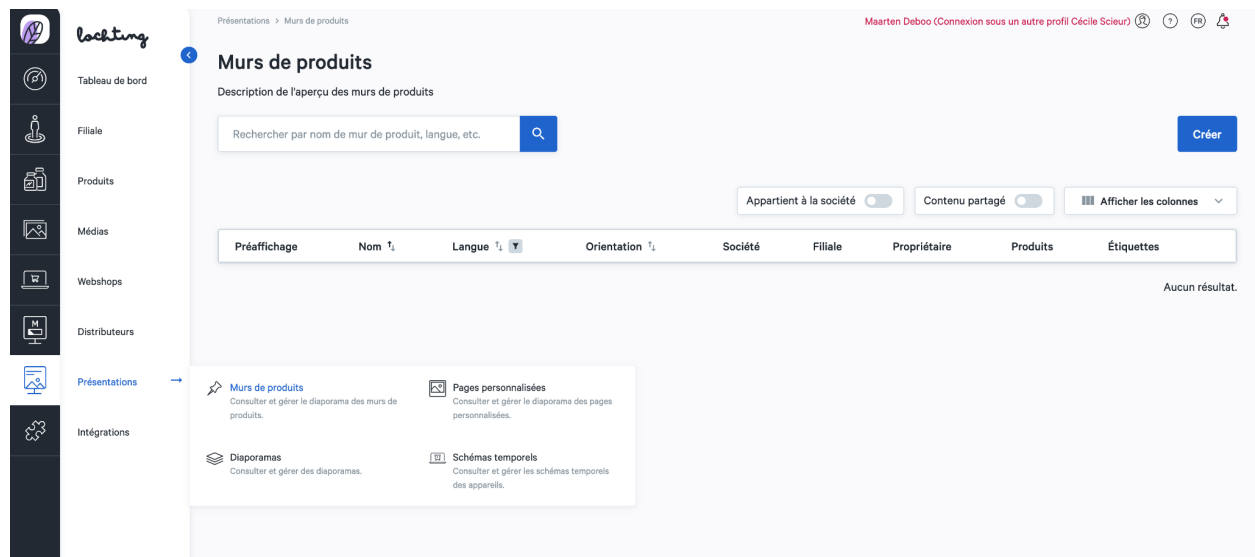 lochting
Tableau de bord
Filiale
Produits
Médias
Webshops
Distributeurs
Présentations →
Intégrations
Présentations > Murs de produits
Maarten Deboo (Connexion sous un autre profil Cécile Scieur) ? FR
Murs de produits
Description de l'aperçu des murs de produits
Rechercher par nom de mur de produit, langue, etc.
Créer
Appartient à la société Contenu partagé Afficher les colonnes
Préaffichage Nom ↑↓ Langue ↑↓ Orientation ↑↓ Société Filiale Propriétaire Produits Étiquettes
Aucun résultat.
Murs de produits
Consulter et gérer le diaporama des murs de
produits.
Pages personnalisées
Consulter et gérer le diaporama des pages
personnalisées.
Diaporamas
Consulter et gérer des diaporamas.
Schémas temporels
Consulter et gérer les schémas temporels
des appareils.
M